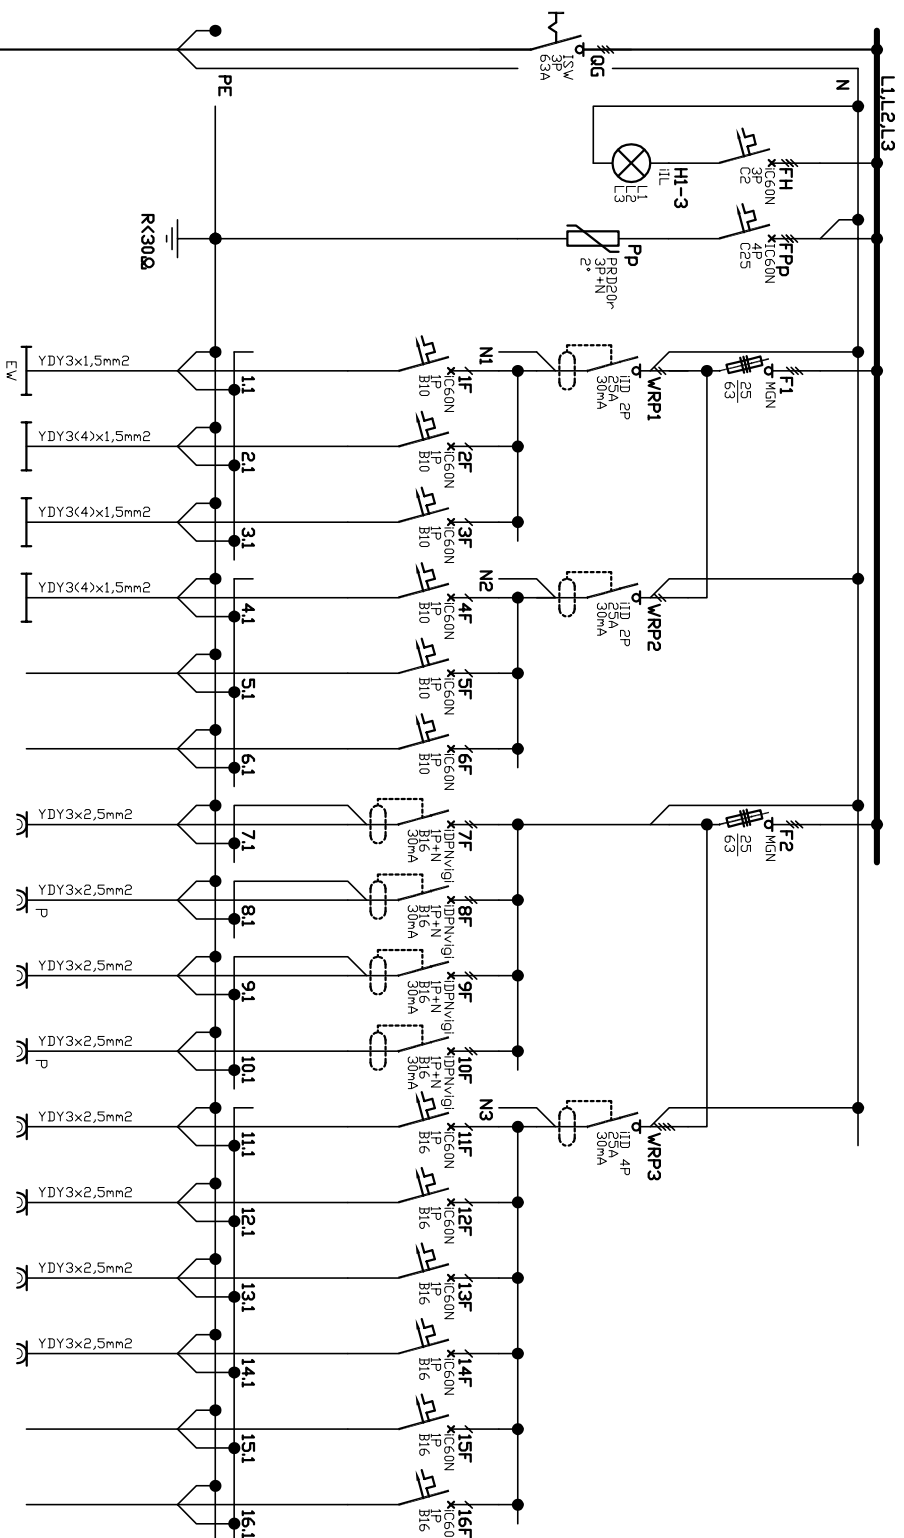 L1,L2,L3
N
PE
QG
ISW
3P
63A
FH
iC60N
3P
C2
H1-3
iIL
L1
L2
L3
FPp
iC60N
4P
C25
Pp
PRD20r
3P+N
2°
R<30Ω
F1
MGN
25
63
WRP1
iID 2P
25A
30mA
N1
WRP2
iID 2P
25A
30mA
N2
F2
MGN
25
63
WRP3
iID 4P
25A
30mA
N3
1F
iC60N
1P
B10
2F
iC60N
1P
B10
3F
iC60N
1P
B10
4F
iC60N
1P
B10
5F
iC60N
1P
B10
6F
iC60N
1P
B10
7F
iDPNvigi
1P+N
B16
30mA
8F
iDPNvigi
1P+N
B16
30mA
9F
iDPNvigi
1P+N
B16
30mA
10F
iDPNvigi
1P+N
B16
30mA
11F
iC60N
1P
B16
12F
iC60N
1P
B16
13F
iC60N
1P
B16
14F
iC60N
1P
B16
15F
iC60N
1P
B16
16F
iC60
1P
B16
1.1
2.1
3.1
4.1
5.1
6.1
7.1
8.1
9.1
10.1
11.1
12.1
13.1
14.1
15.1
16.1
YDY3x1,5mm2
EW
YDY3(4)x1,5mm2
YDY3(4)x1,5mm2
YDY3(4)x1,5mm2
YDY3x2,5mm2
YDY3x2,5mm2
P
YDY3x2,5mm2
YDY3x2,5mm2
P
YDY3x2,5mm2
YDY3x2,5mm2
YDY3x2,5mm2
YDY3x2,5mm2